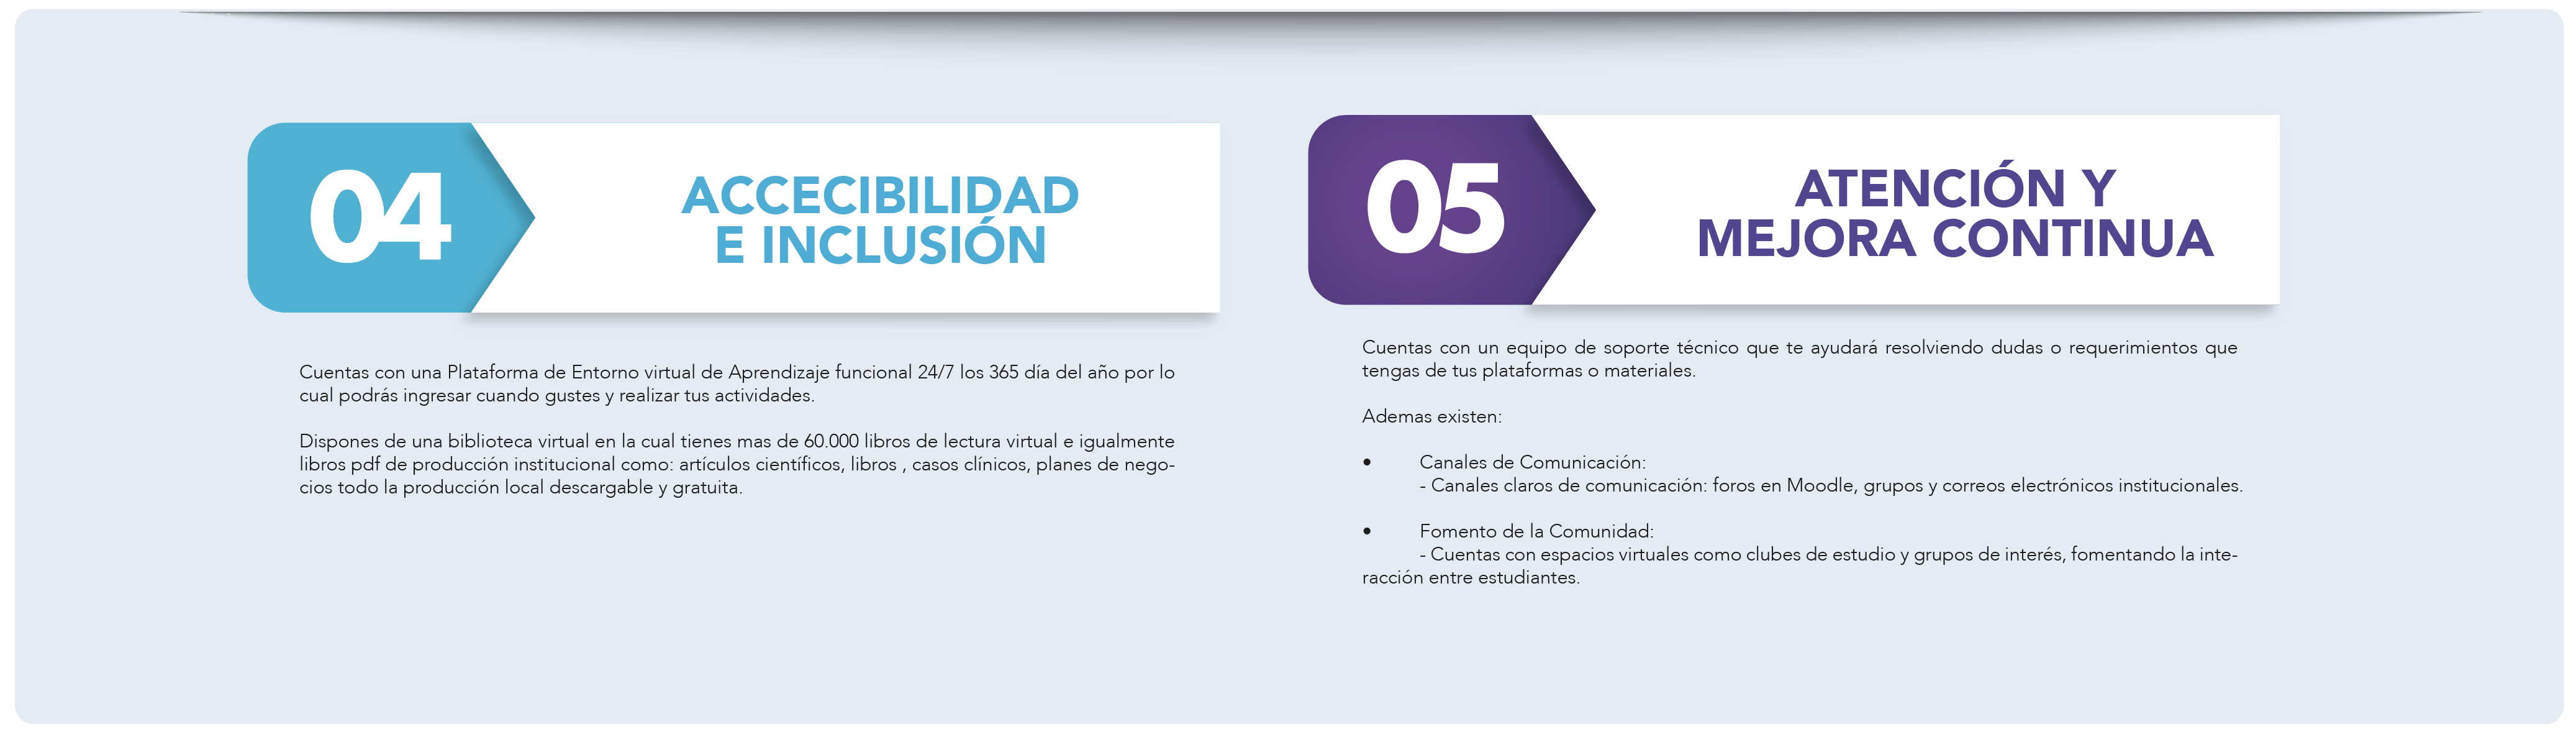 04
ACCECIBILIDAD
E INCLUSIÓN
Cuentas con una Plataforma de Entorno virtual de Aprendizaje funcional 24/7 los 365 día del año por lo
cual podrás ingresar cuando gustes y realizar tus actividades.
Dispones de una biblioteca virtual en la cual tienes mas de 60.000 libros de lectura virtual e igualmente
libros pdf de producción institucional como: artículos científicos, libros , casos clínicos, planes de nego-
cios todo la producción local descargable y gratuita.
05
ATENCIÓN Y
MEJORA CONTINUA
Cuentas con un equipo de soporte técnico que te ayudará resolviendo dudas o requerimientos que
tengas de tus plataformas o materiales.
Ademas existen:
• Canales de Comunicación:
- Canales claros de comunicación: foros en Moodle, grupos y correos electrónicos institucionales.
• Fomento de la Comunidad:
- Cuentas con espacios virtuales como clubes de estudio y grupos de interés, fomentando la inte-
racción entre estudiantes.